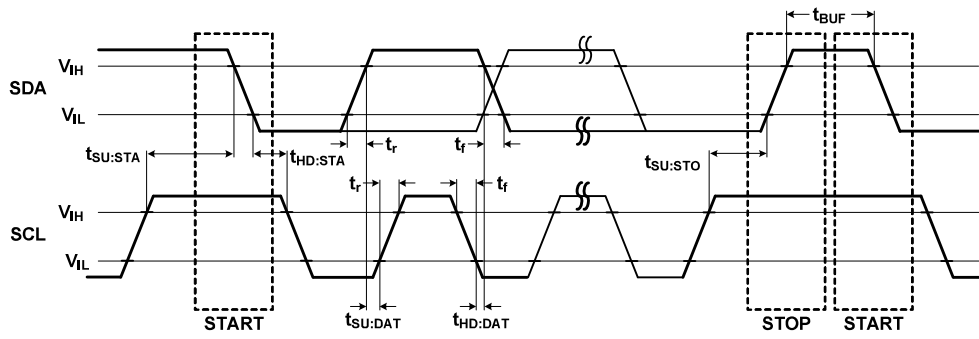 tBUF
VIH
SDA
VIL
tSU:STA
tHD:STA
tr
tf
tSU:STO
tr
tf
VIH
SCL
VIL
tSU:DAT
tHD:DAT
START
STOP
START